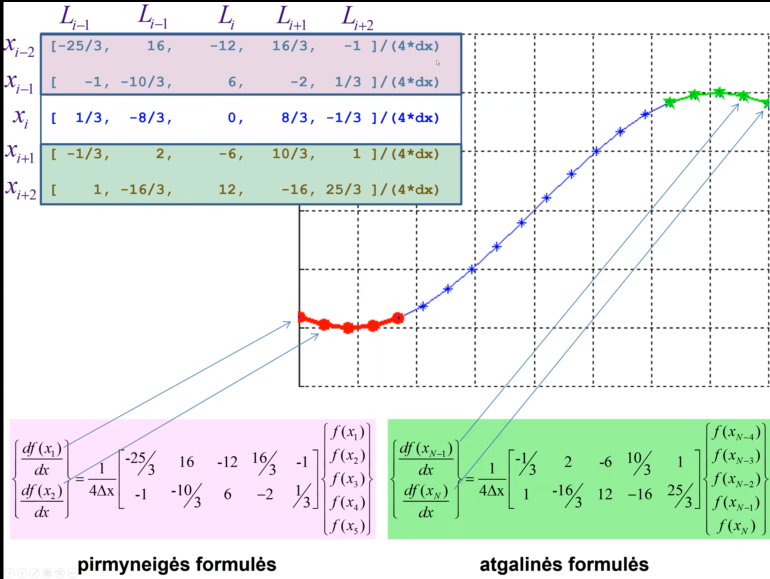 L_{i-1} L_{i-1} L_i L_{i+1} L_{i+2}
x_{i-2} [-25/3, 16, -12, 16/3, -1 ]/(4*dx)
x_{i-1} [ -1, -10/3, 6, -2, 1/3 ]/(4*dx)
x_i [ 1/3, -8/3, 0, 8/3, -1/3 ]/(4*dx)
x_{i+1} [ -1/3, 2, -6, 10/3, 1 ]/(4*dx)
x_{i+2} [ 1, -16/3, 12, -16, 25/3 ]/(4*dx)
{df(x_1)/dx
df(x_2)/dx} = 1/4Δx [-25/3 16 -12 16/3 -1
-1 -10/3 6 −2 1/3] {f(x_1)
f(x_2)
f(x_3)
f(x_4)
f(x_5)}
pirmyneigės formulės
{df(x_{N-1})/dx
df(x_N)/dx} = 1/4Δx [-1/3 2 -6 10/3 1
1 -16/3 12 −16 25/3] {f(x_{N-4})
f(x_{N-3})
f(x_{N-2})
f(x_{N-1})
f(x_N)}
atgalinės formulės